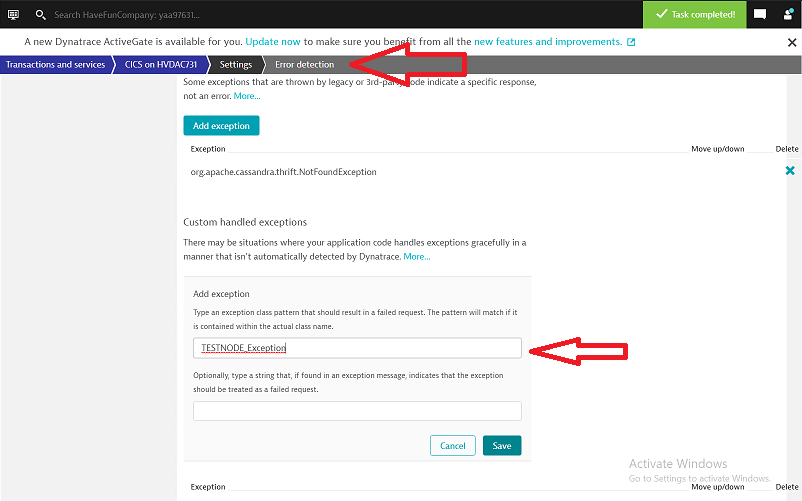 Search HaveFunCompany: yaa97631...
Task completed!
A new Dynatrace ActiveGate is available for you. Update now to make sure you benefit from all the new features and improvements.
Transactions and services
CICS on HVDAC731
Settings
Error detection
Some exceptions that are thrown by legacy or 3rd-party code indicate a specific response,
not an error. More...
Add exception
Exception Move up/down Delete
org.apache.cassandra.thrift.NotFoundException
Custom handled exceptions
There may be situations where your application code handles exceptions gracefully in a
manner that isn't automatically detected by Dynatrace. More...
Add exception
Type an exception class pattern that should result in a failed request. The pattern will match if it
is contained within the actual class name.
TESTNODE_Exception
Optionally, type a string that, if found in an exception message, indicates that the exception
should be treated as a failed request.
Cancel
Save
Activate Windows
Go to Settings to activate Windows.
Exception Move up/down Delete